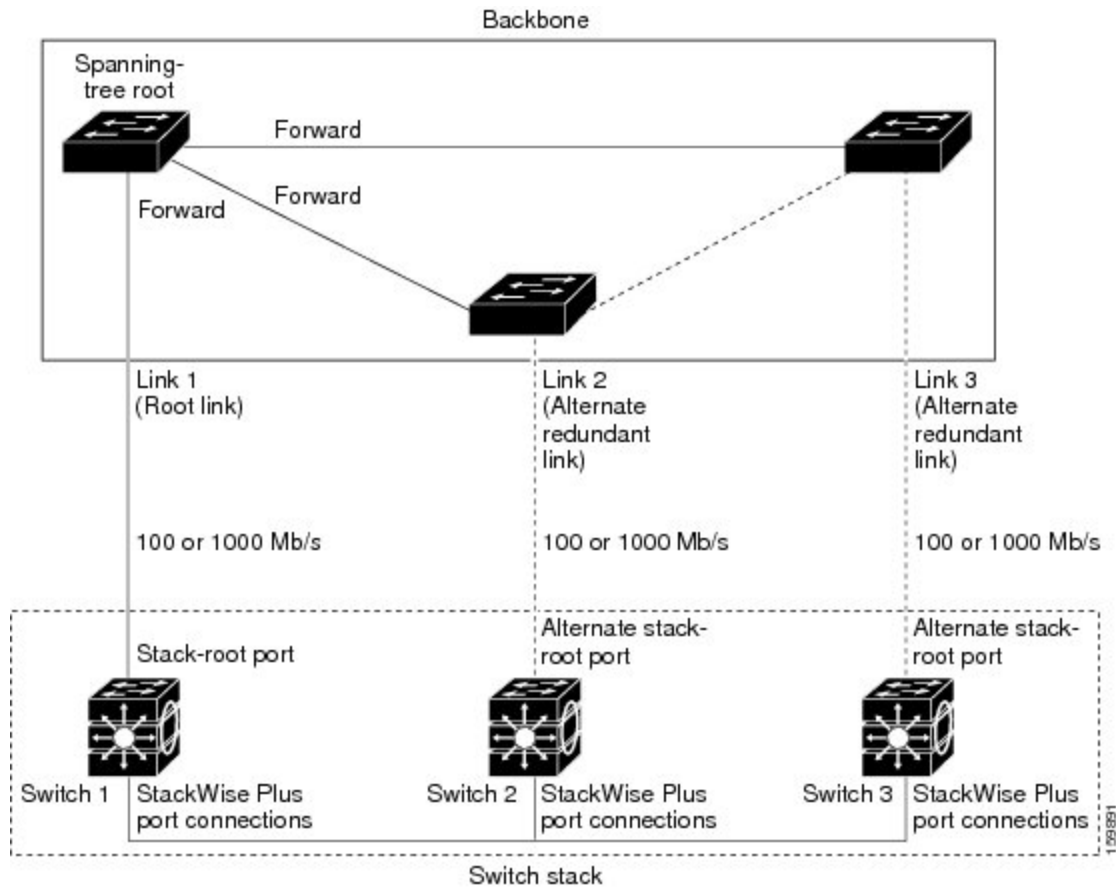 Backbone
Spanning-
tree root
Forward
Forward
Forward
Link 1
(Root link)
Link 2
(Alternate
redundant
link)
Link 3
(Alternate
redundant
link)
100 or 1000 Mb/s
100 or 1000 Mb/s
100 or 1000 Mb/s
Stack-root port
Alternate stack-
root port
Alternate stack-
root port
Switch 1
StackWise Plus
port connections
Switch 2
StackWise Plus
port connections
Switch 3
StackWise Plus
port connections
159891
Switch stack